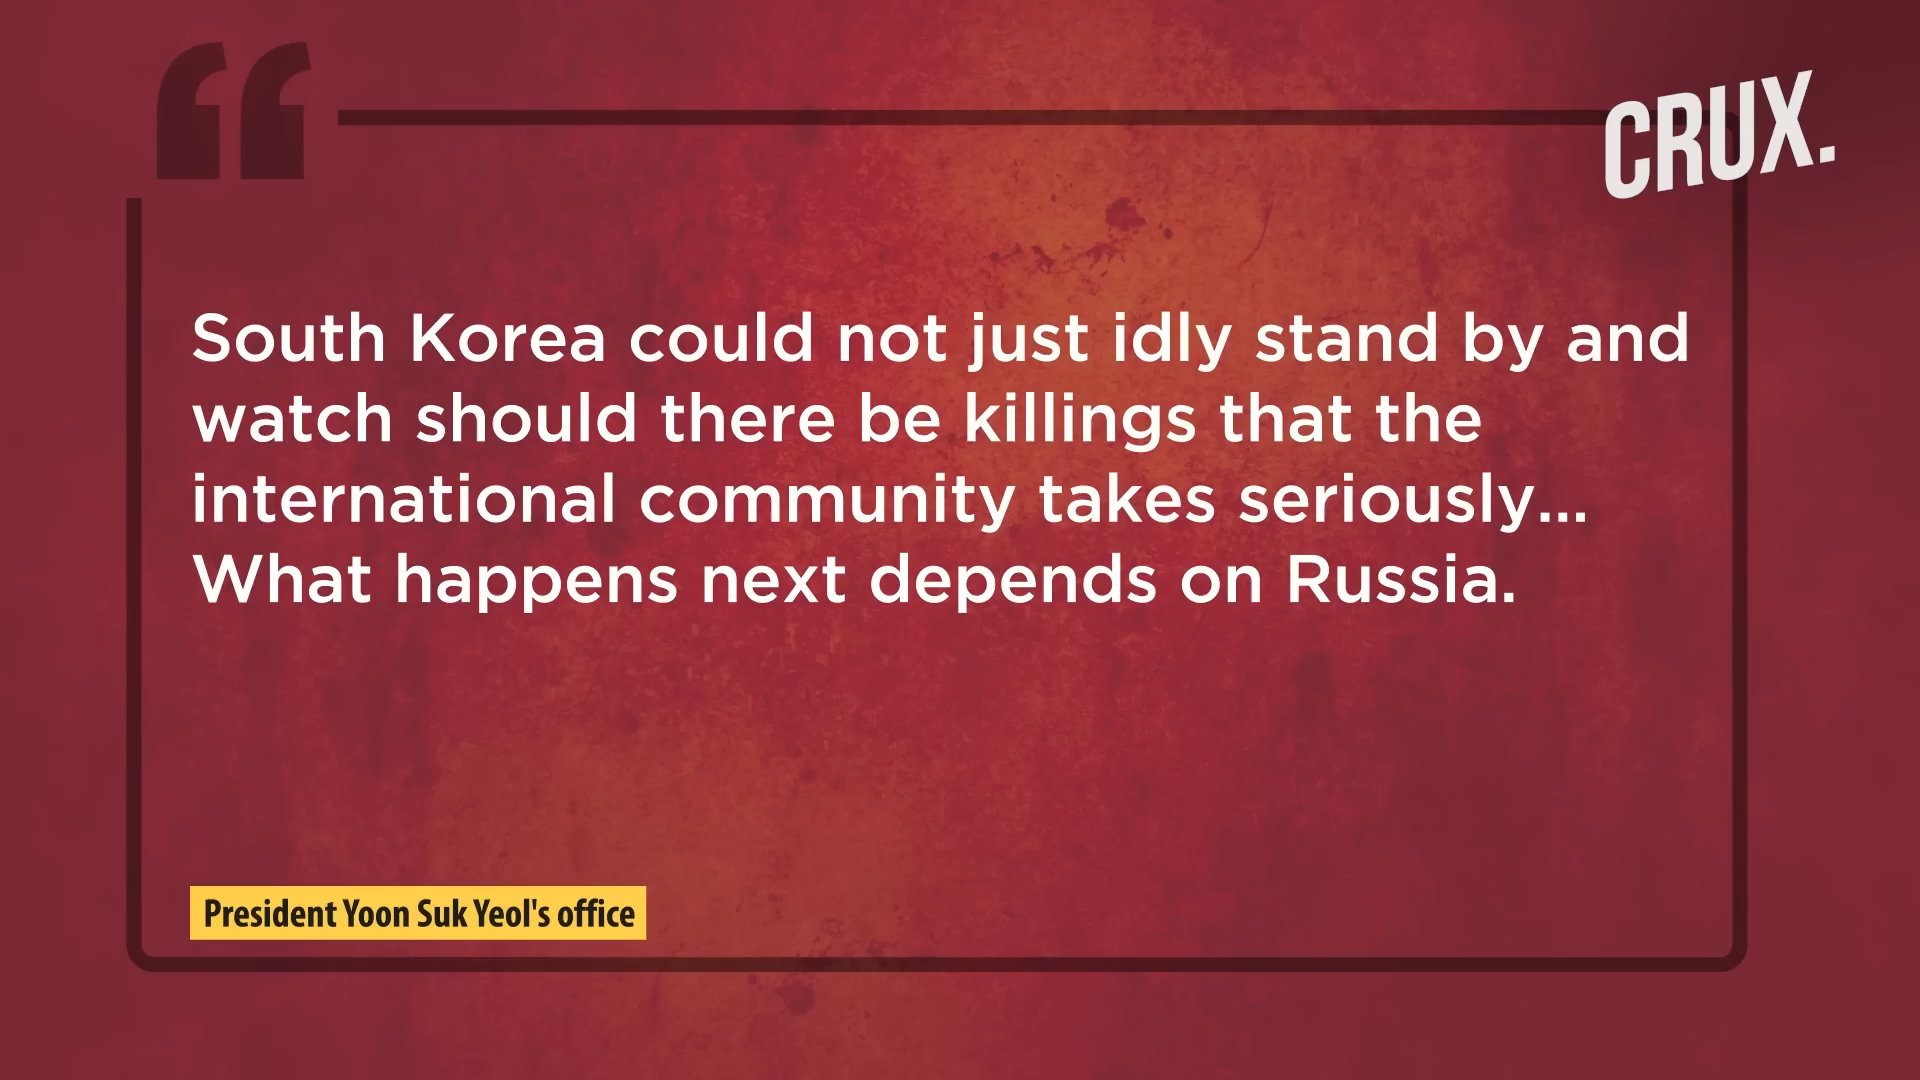 CRUX.
South Korea could not just idly stand by and
watch should there be killings that the
international community takes seriously...
What happens next depends on Russia.
President Yoon Suk Yeol's office